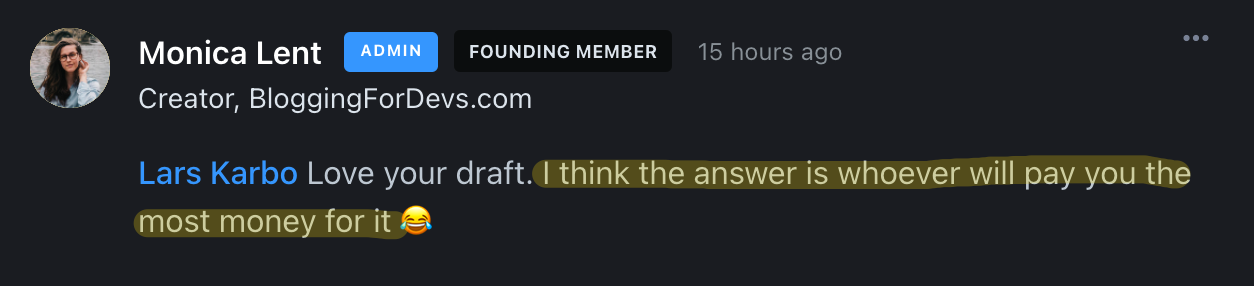 Monica Lent ADMIN FOUNDING MEMBER 15 hours ago
Creator, BloggingForDevs.com
Lars Karbo Love your draft. I think the answer is whoever will pay you the
most money for it 😂